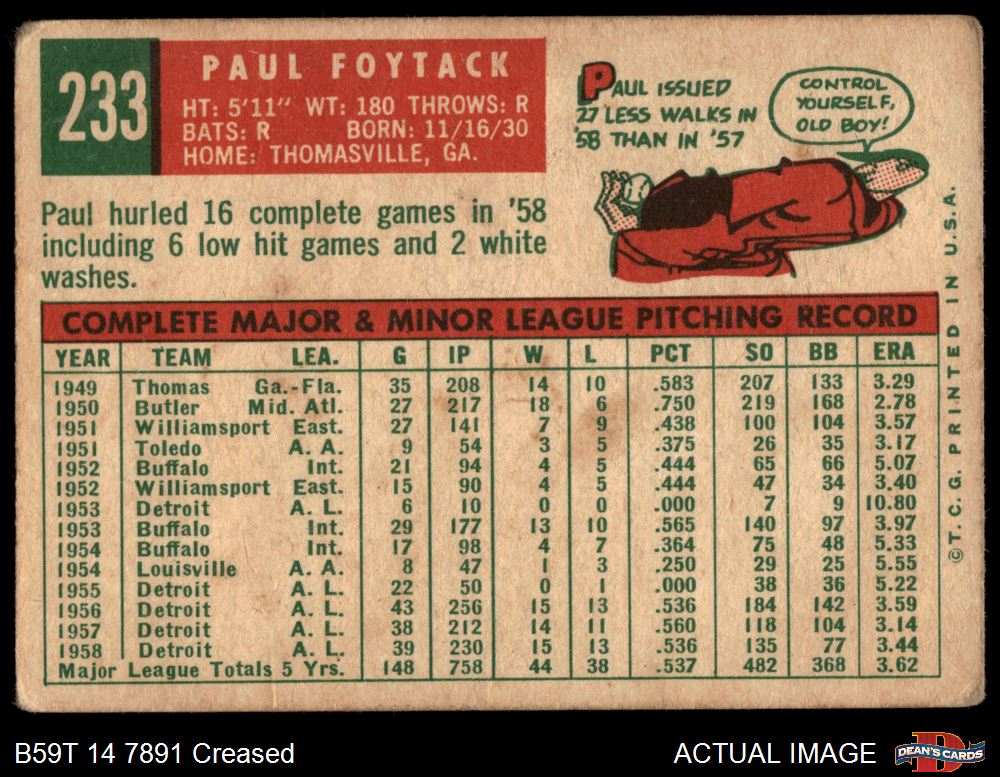 233
PAUL FOYTACK
HT: 5'11" WT: 180 THROWS: R
BATS: R BORN: 11/16/30
HOME: THOMASVILLE, GA.
PAUL ISSUED
27 LESS WALKS IN
'58 THAN IN '57
CONTROL
YOURSELF,
OLD BOY!
Paul hurled 16 complete games in '58
including 6 low hit games and 2 white
washes.
COMPLETE MAJOR & MINOR LEAGUE PITCHING RECORD
YEAR TEAM LEA. G IP W L PCT SO BB ERA
1949 Thomas Ga.-Fla. 35 208 14 10 .583 207 133 3.29
1950 Butler Mid. Atl. 27 217 18 6 .750 219 168 2.78
1951 Williamsport East. 27 141 7 9 .438 100 104 3.57
1951 Toledo A. A. 9 54 3 5 .375 26 35 3.17
1952 Buffalo Int. 21 94 4 5 .444 65 66 5.07
1952 Williamsport East. 15 90 4 5 .444 47 34 3.40
1953 Detroit A. L. 6 10 0 0 .000 7 9 10.80
1953 Buffalo Int. 29 177 13 10 .565 140 97 3.97
1954 Buffalo Int. 17 98 4 7 .364 75 48 5.33
1954 Louisville A. A. 8 47 1 3 .250 29 25 5.55
1955 Detroit A. L. 22 50 0 1 .000 38 36 5.22
1956 Detroit A. L. 43 256 15 13 .536 184 142 3.59
1957 Detroit A. L. 38 212 14 11 .560 118 104 3.14
1958 Detroit A. L. 39 230 15 13 .536 135 77 3.44
Major League Totals 5 Yrs. 148 758 44 38 .537 482 368 3.62
©T. C. G. PRINTED IN U.S.A.
B59T 14 7891 Creased
ACTUAL IMAGE
DEAN'S CARDS